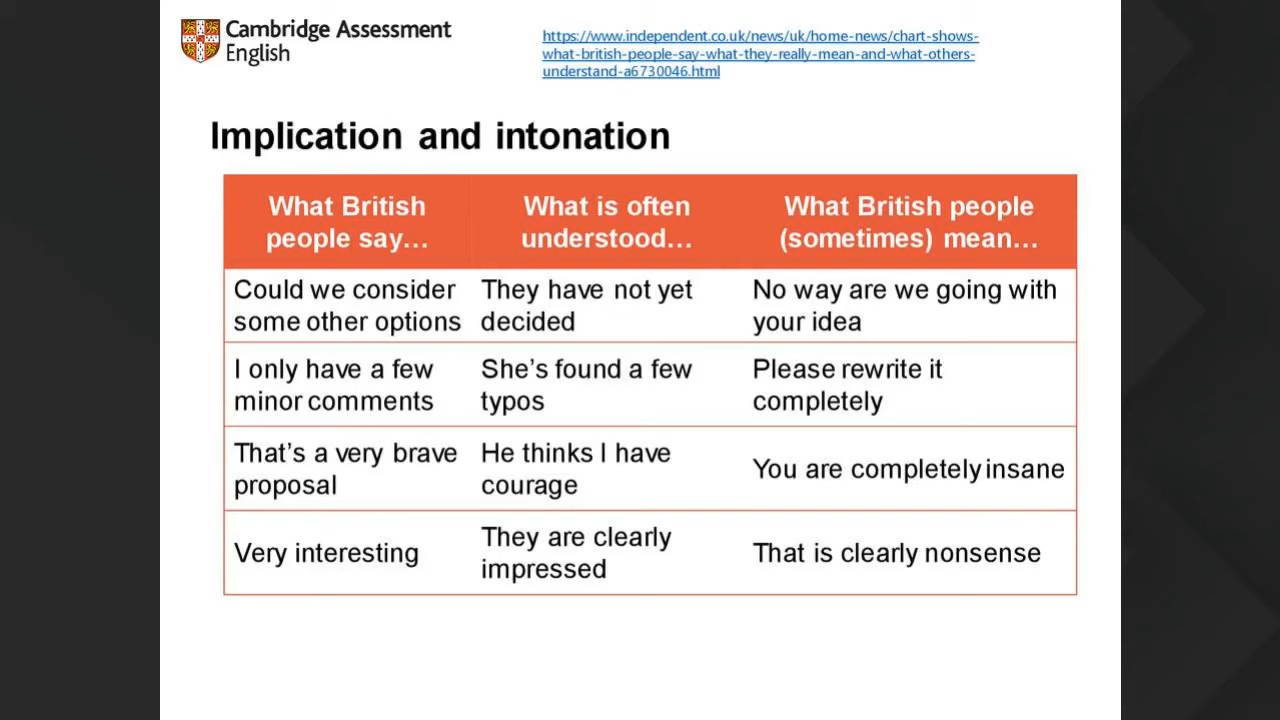 Cambridge Assessment
English
https://www.independent.co.uk/news/uk/home-news/chart-shows-
what-british-people-say-what-they-really-mean-and-what-others-
understand-a6730046.html
Implication and intonation
What British
people say…
What is often
understood…
What British people
(sometimes) mean…
Could we consider
some other options
They have not yet
decided
No way are we going with
your idea
I only have a few
minor comments
She’s found a few
typos
Please rewrite it
completely
That’s a very brave
proposal
He thinks I have
courage
You are completely insane
Very interesting
They are clearly
impressed
That is clearly nonsense